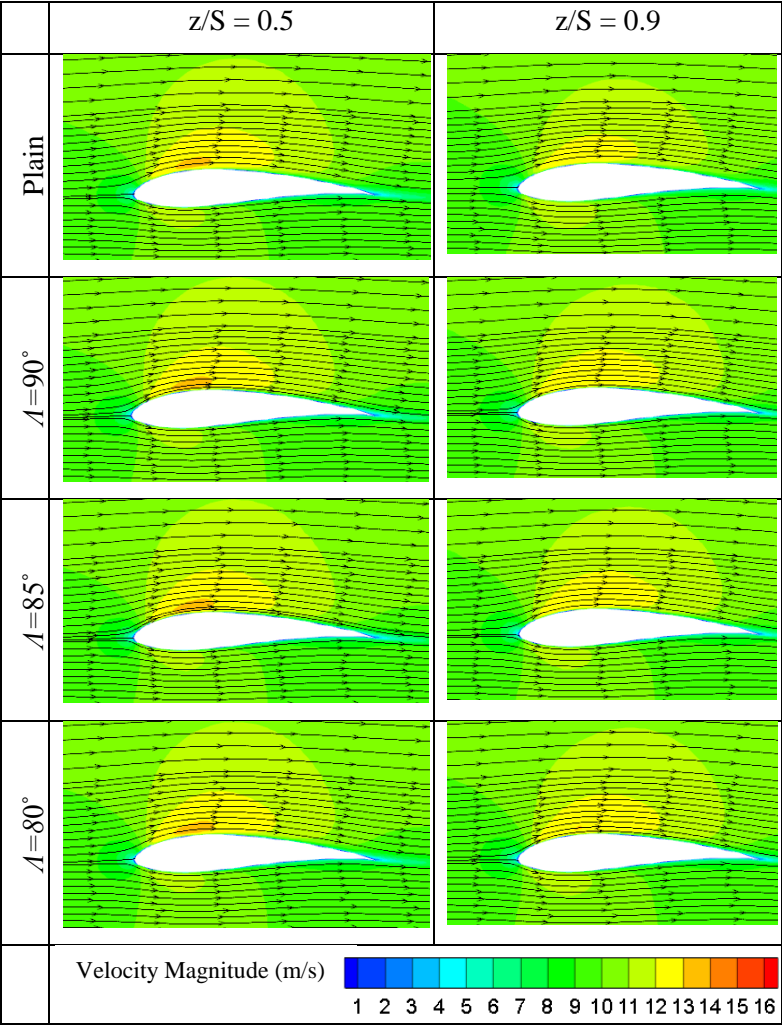 z/S = 0.5
z/S = 0.9
Plain
Λ=90˚
Λ=85˚
Λ=80˚
Velocity Magnitude (m/s)
1 2 3 4 5 6 7 8 9 10 11 12 13 14 15 16